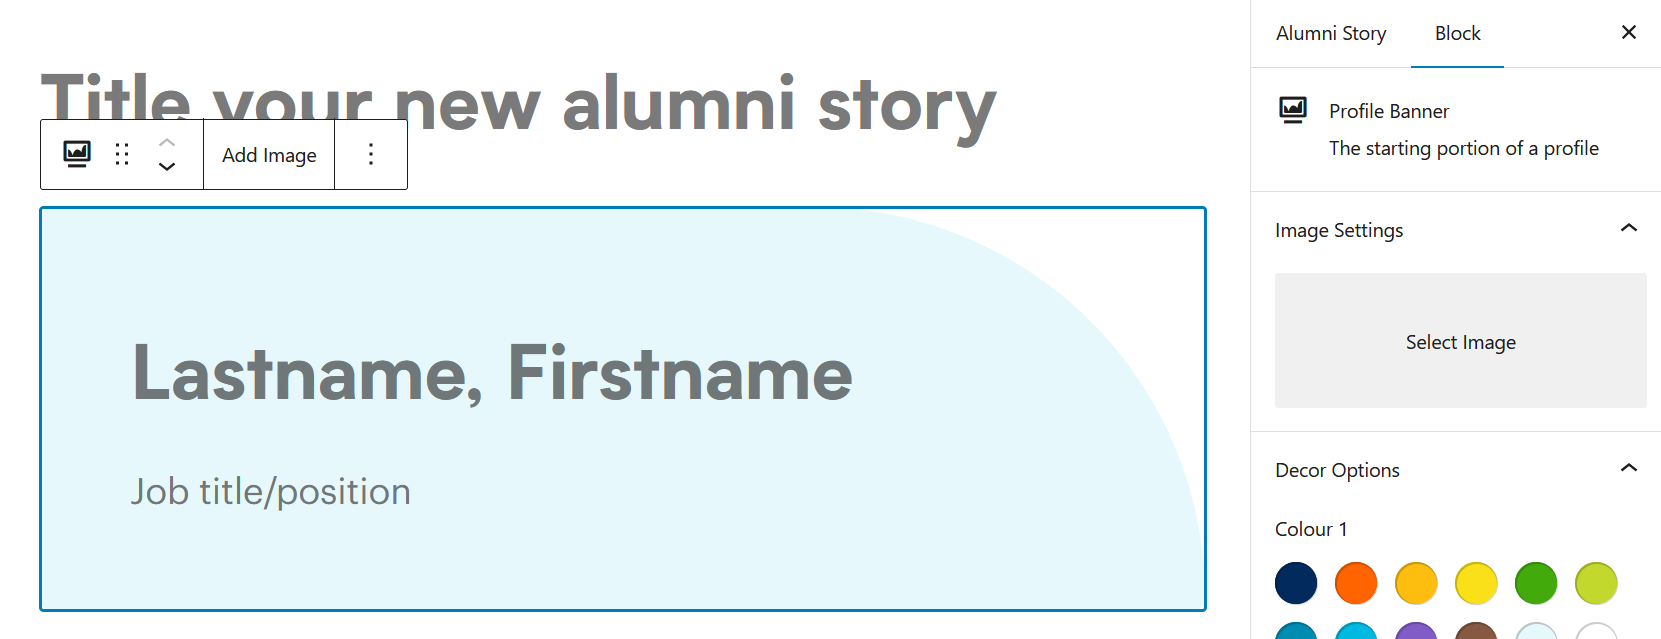 Title your new alumni story
Add Image
Lastname, Firstname
Job title/position
Alumni Story
Block
Profile Banner
The starting portion of a profile
Image Settings
Select Image
Decor Options
Colour 1